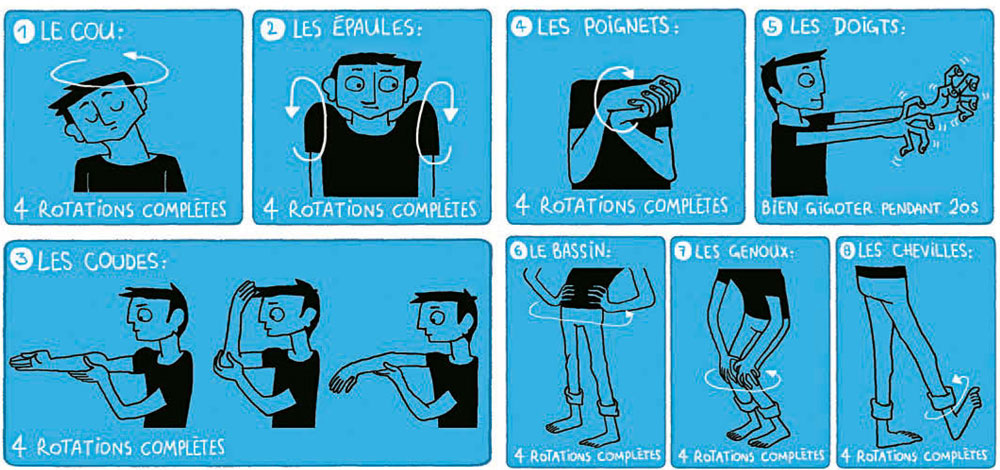 1 LE COU:
4 ROTATIONS COMPLÈTES
2 LES ÉPAULES:
4 ROTATIONS COMPLÈTES
3 LES COUDES:
4 ROTATIONS COMPLÈTES
4 LES POIGNETS:
4 ROTATIONS COMPLÈTES
5 LES DOIGTS:
BIEN GIGOTER PENDANT 20S
6 LE BASSIN:
4 ROTATIONS COMPLÈTES
7 LES GENOUX:
4 ROTATIONS COMPLÈTES
8 LES CHEVILLES:
4 ROTATIONS COMPLÈTES